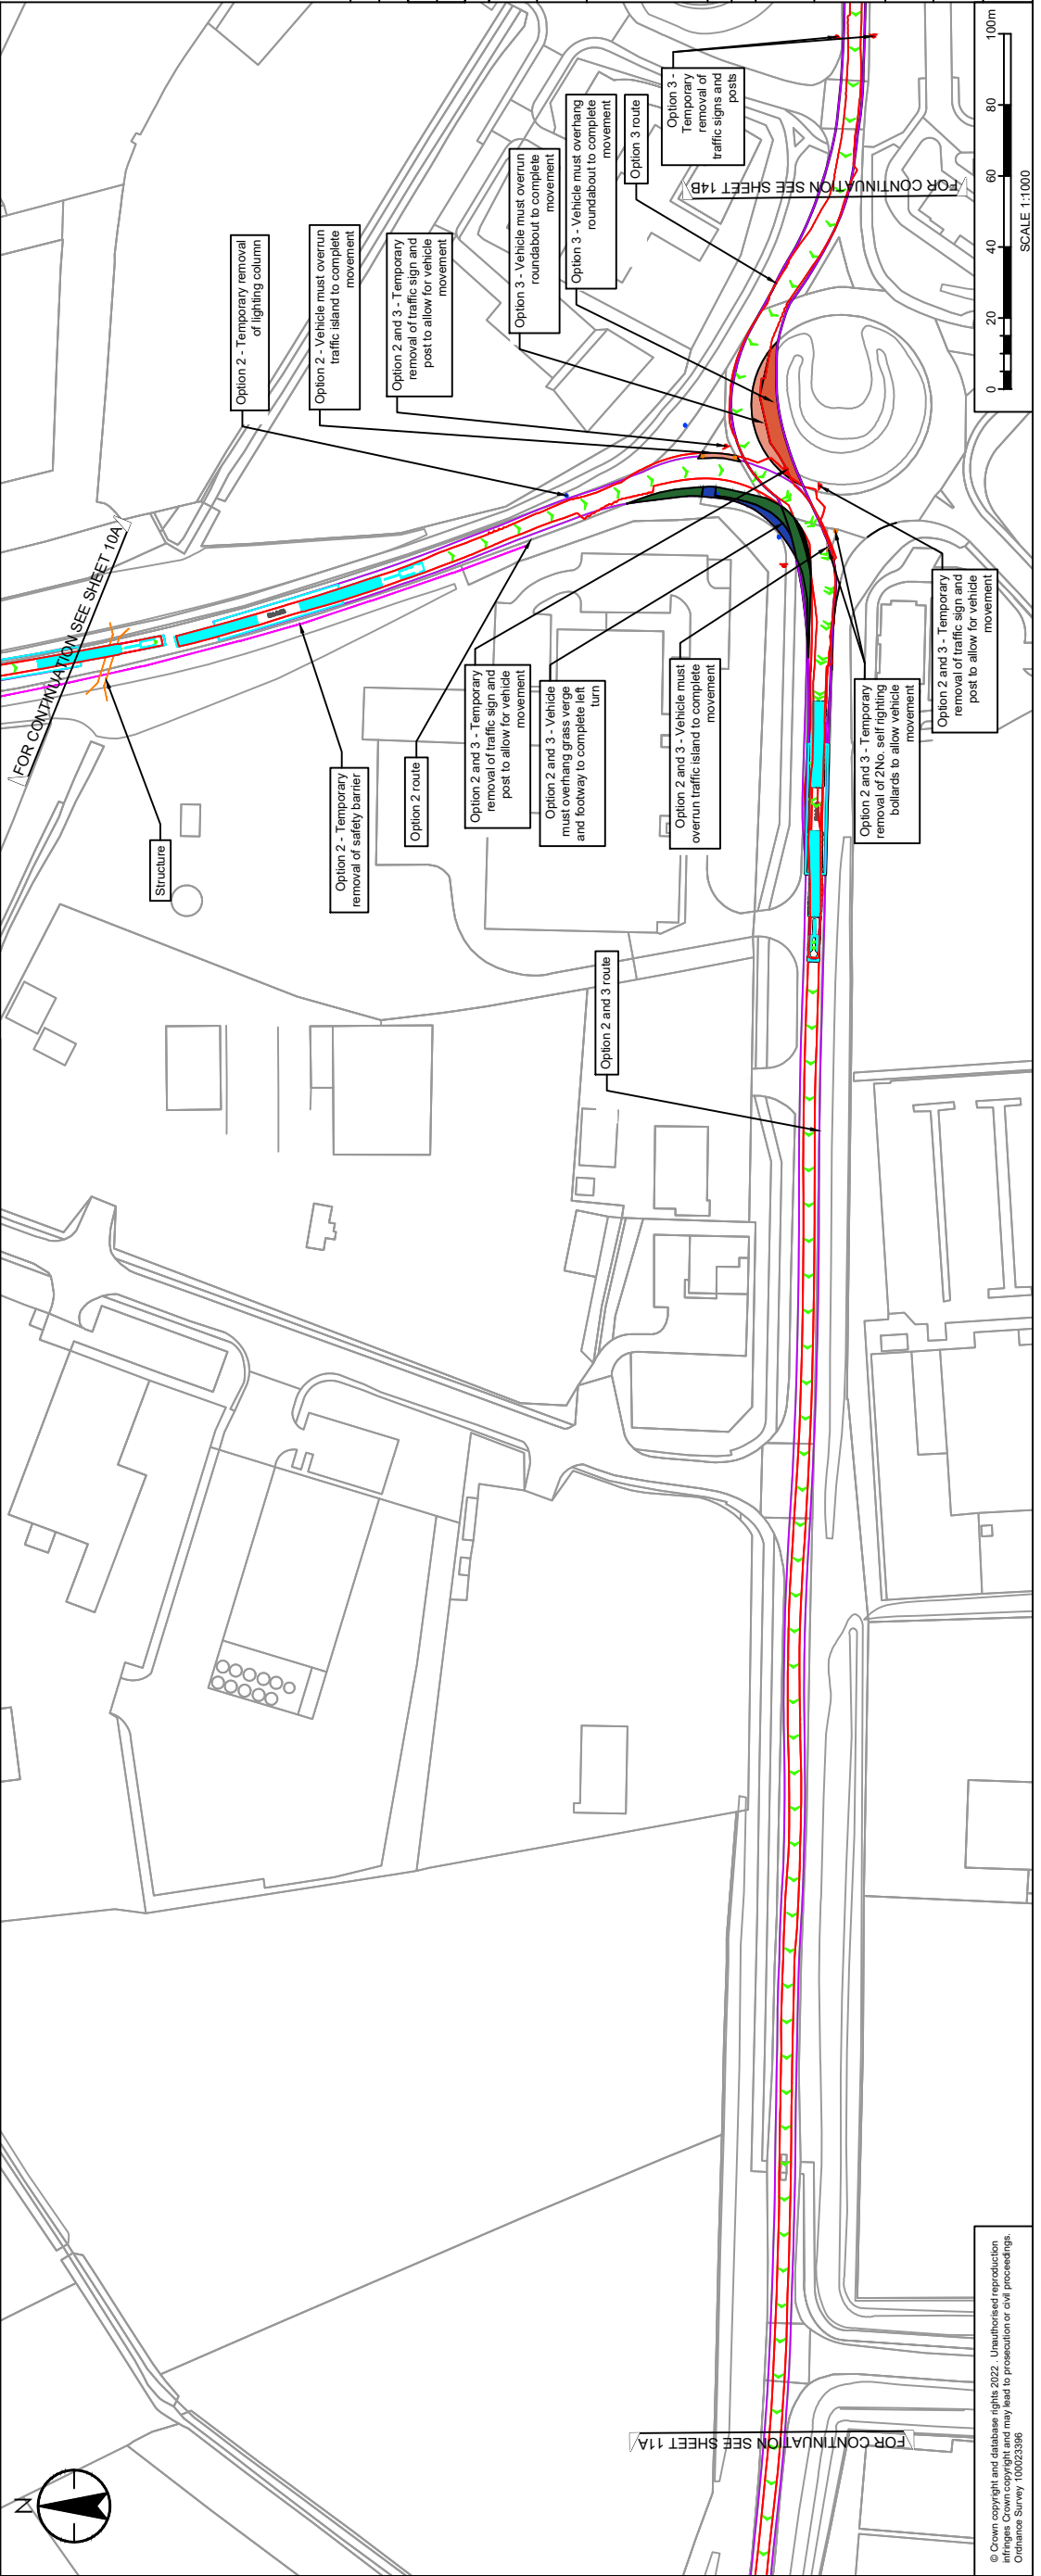 FOR CONTINUATION SEE SHEET 10A
Structure
Option 2 - Temporary
removal of safety barrier
Option 2 route
Option 2 and 3 - Temporary
removal of traffic sign and
post to allow for vehicle
movement
Option 2 and 3 - Vehicle
must overhang grass verge
and footway to complete left
turn
Option 2 and 3 - Vehicle must
overrun traffic island to complete
movement
Option 2 and 3 route
Option 2 - Temporary removal
of lighting column
Option 2 - Vehicle must overrun
traffic island to complete
movement
Option 2 and 3 - Temporary
removal of traffic sign and
post to allow for vehicle
movement
Option 3 - Vehicle must overrun
roundabout to complete
movement
Option 3 - Vehicle must overhang
roundabout to complete
movement
Option 3 route
Option 3 -
Temporary
removal of
traffic signs and
posts
FOR CONTINUATION SEE SHEET 14B
Option 2 and 3 - Temporary
removal of 2No. self righting
bollards to allow vehicle
movement
Option 2 and 3 - Temporary
removal of traffic sign and
post to allow for vehicle
movement
FOR CONTINUATION SEE SHEET 11A
N
© Crown copyright and database rights 2022 . Unauthorised reproduction
infringes Crown copyright and may lead to prosecution or civil proceedings.
Ordnance Survey 100023396
0 20 40 60 80 100m
SCALE 1:1000